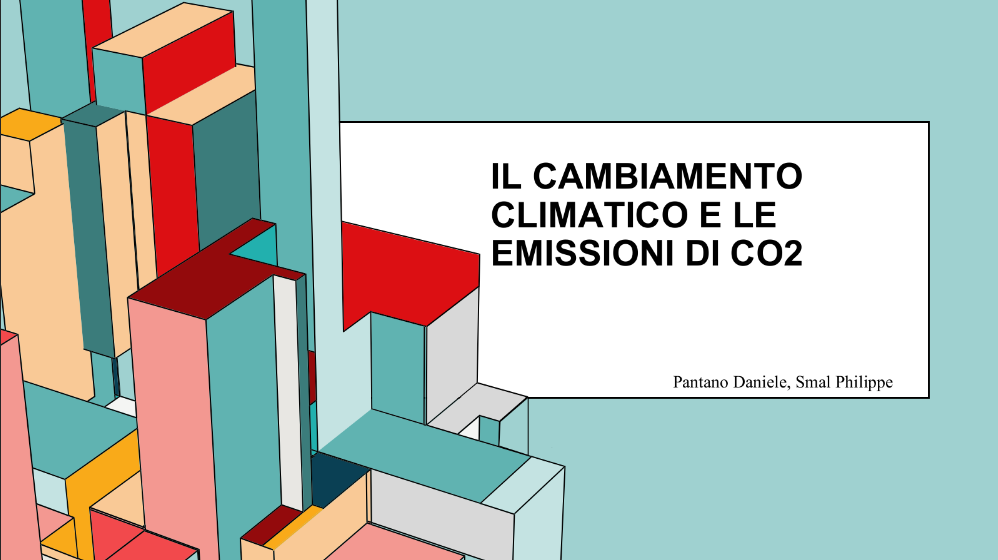 IL CAMBIAMENTO
CLIMATICO E LE
EMISSIONI DI CO2
Pantano Daniele, Smal Philippe